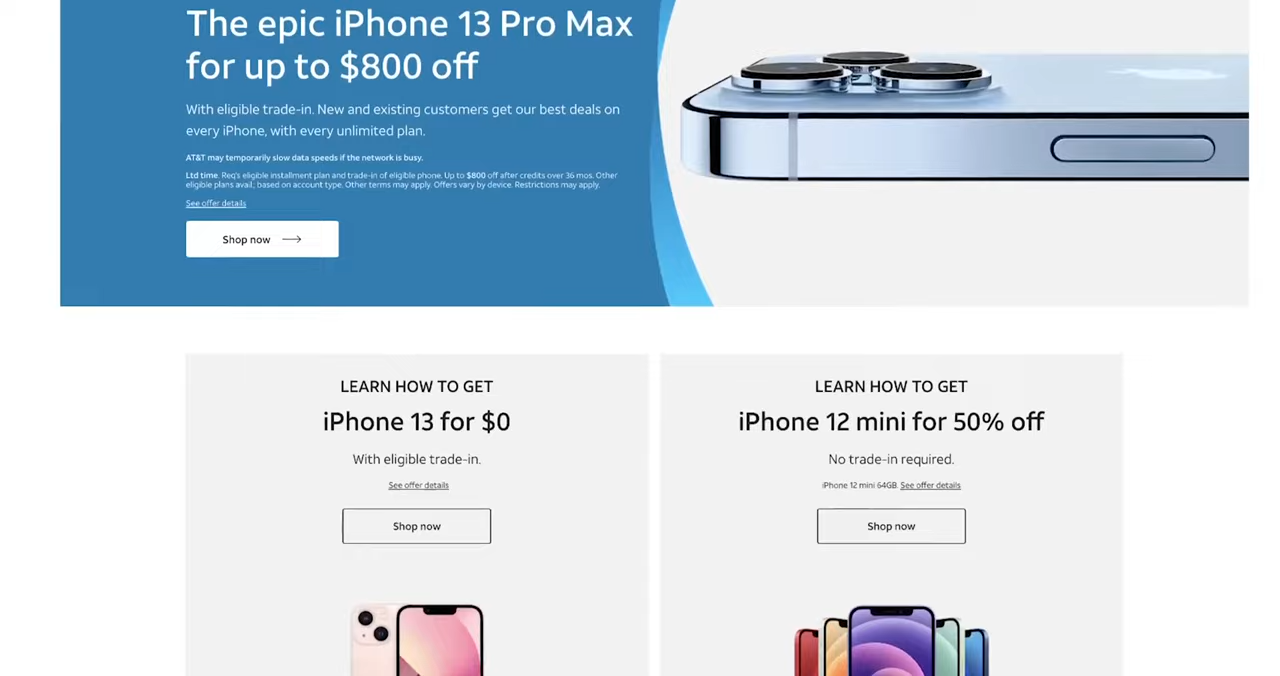 The epic iPhone 13 Pro Max
for up to $800 off
With eligible trade-in. New and existing customers get our best deals on
every iPhone, with every unlimited plan.
AT&T may temporarily slow data speeds if the network is busy.
Ltd time. Req's eligible installment plan and trade-in of eligible phone. Up to $800 off after credits over 36 mos. Other
eligible plans avail.; based on account type. Other terms may apply. Offers vary by device. Restrictions may apply.
See offer details
Shop now
LEARN HOW TO GET
iPhone 13 for $0
With eligible trade-in.
See offer details
Shop now
LEARN HOW TO GET
iPhone 12 mini for 50% off
No trade-in required.
iPhone 12 mini 64GB. See offer details
Shop now